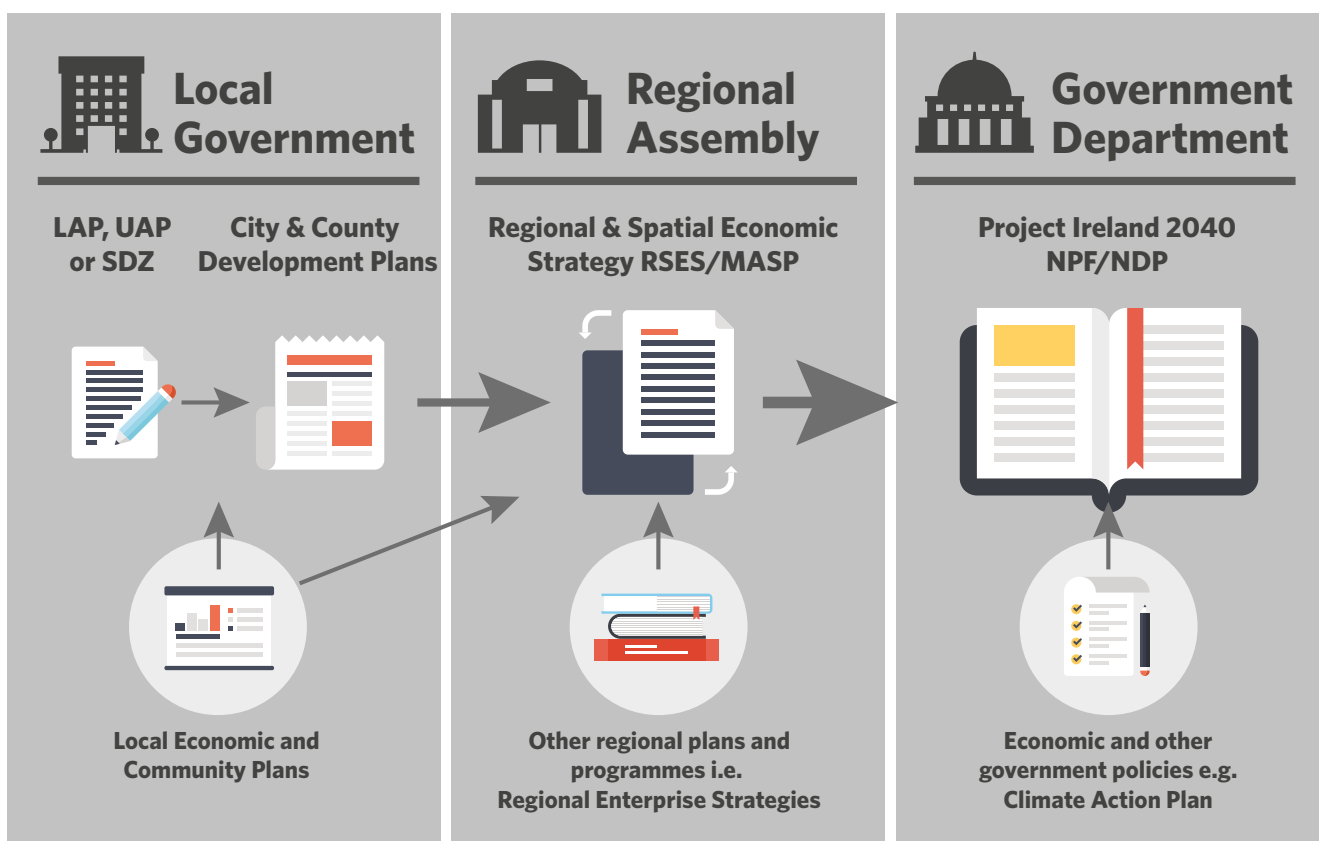 Local
Government
LAP, UAP
or SDZ
City & County
Development Plans
Local Economic and
Community Plans
Regional
Assembly
Regional & Spatial Economic
Strategy RSES/MASP
Other regional plans and
programmes i.e.
Regional Enterprise Strategies
Government
Department
Project Ireland 2040
NPF/NDP
Economic and other
government policies e.g.
Climate Action Plan